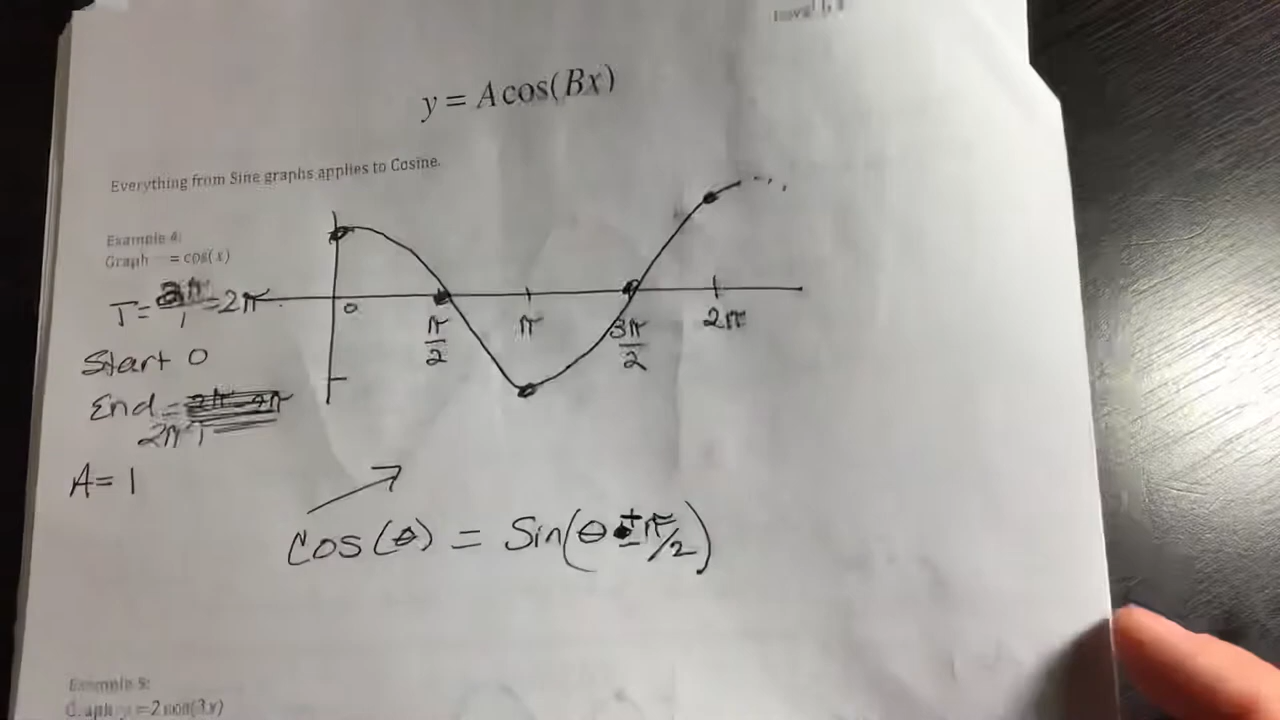 y = A cos(Bx)
Everything from Sine graphs applies to Cosine.
Example 4:
Graph = cos(x)
T = 2π/1 = 2π
Start 0
End = 2π
A = 1
0
π/2
π
3π/2
2π
Cos(θ) = Sin(θ ± π/2)
Example 5: